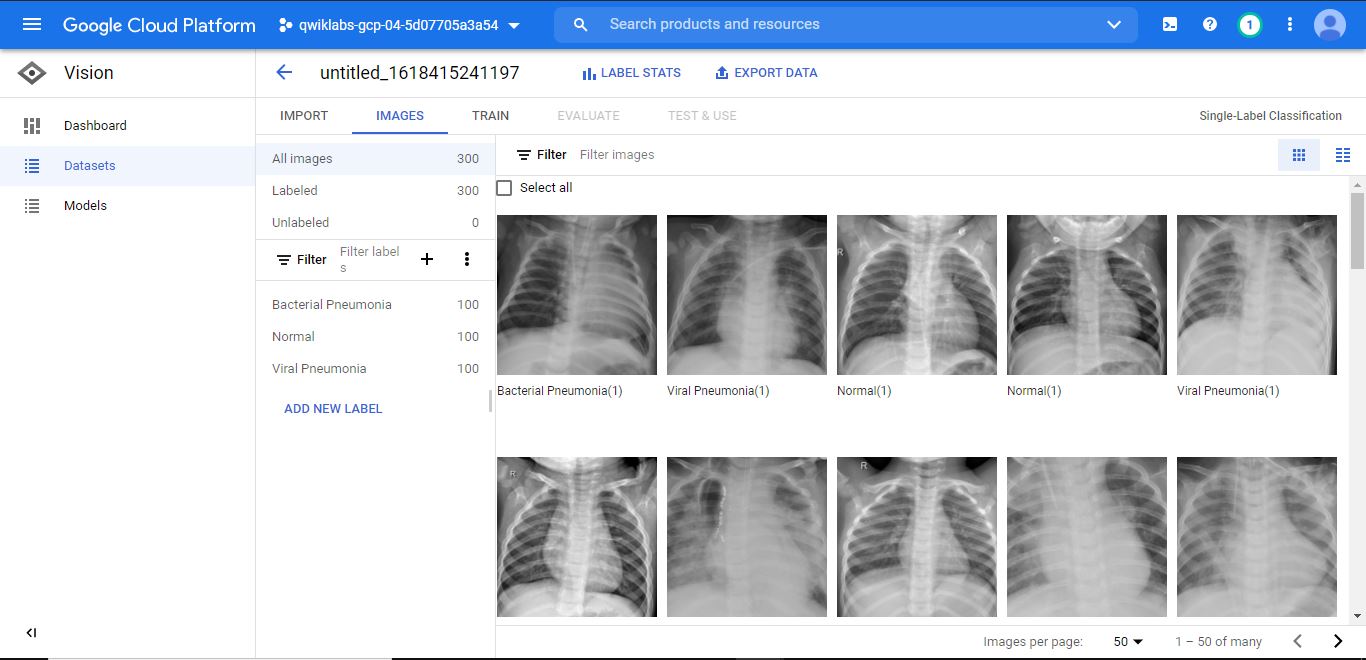 Google Cloud Platform
qwiklabs-gcp-04-5d07705a3a54
Search products and resources
1
Vision
untitled_1618415241197
LABEL STATS
EXPORT DATA
Dashboard
Datasets
Models
IMPORT
IMAGES
TRAIN
EVALUATE
TEST & USE
Single-Label Classification
All images 300
Labeled 300
Unlabeled 0
Filter
Filter label
s
Bacterial Pneumonia 100
Normal 100
Viral Pneumonia 100
ADD NEW LABEL
Filter Filter images
Select all
R
Bacterial Pneumonia(1)
Viral Pneumonia(1)
Normal(1)
Normal(1)
Viral Pneumonia(1)
R
R
Images per page: 50 1 – 50 of many